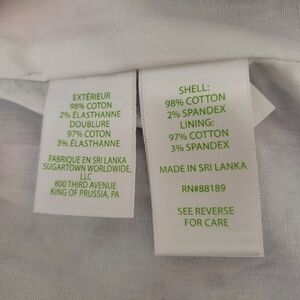 EXTÉRIEUR
98% COTON
2% ÉLASTHANNE
DOUBLURE
97% COTON
3% ÉLASTHANNE
FABRIQUE EN SRI LANKA
SUGARTOWN WORLDWIDE,
LLC
800 THIRD AVENUE
KING OF PRUSSIA, PA
SHELL:
98% COTTON
2% SPANDEX
LINING:
97% COTTON
3% SPANDEX
MADE IN SRI LANKA
RN#88189
SEE REVERSE
FOR CARE